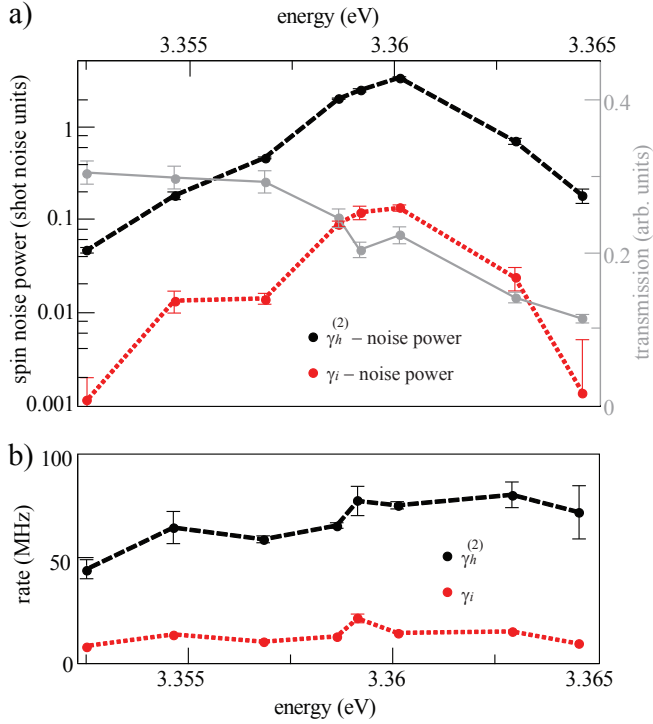 a)
energy (eV)
3.355 3.36 3.365
spin noise power (shot noise units)
1
0.1
0.01
0.001
0.4
0.2
0
transmission (arb. units)
γh(2) – noise power
γi – noise power
b)
rate (MHz)
100
50
0
γh(2)
γi
3.355 3.36 3.365
energy (eV)